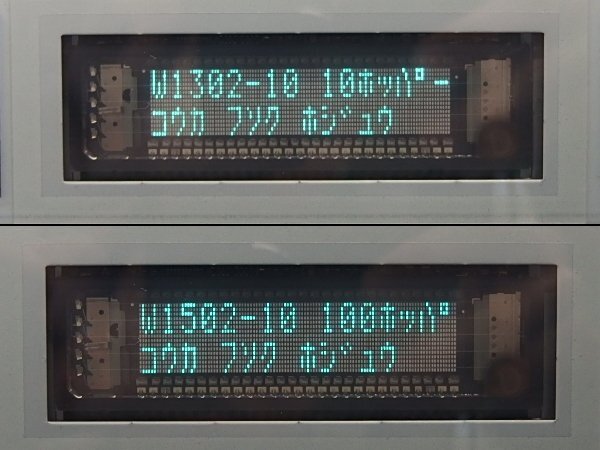 W1302-10 10ﾎｯﾊﾟｰ
ｺｳｶ ﾌｿｸ ﾎｼﾞｭｳ
W1502-10 100ﾎｯﾊﾟ
ｺｳｶ ﾌｿｸ ﾎｼﾞｭｳ